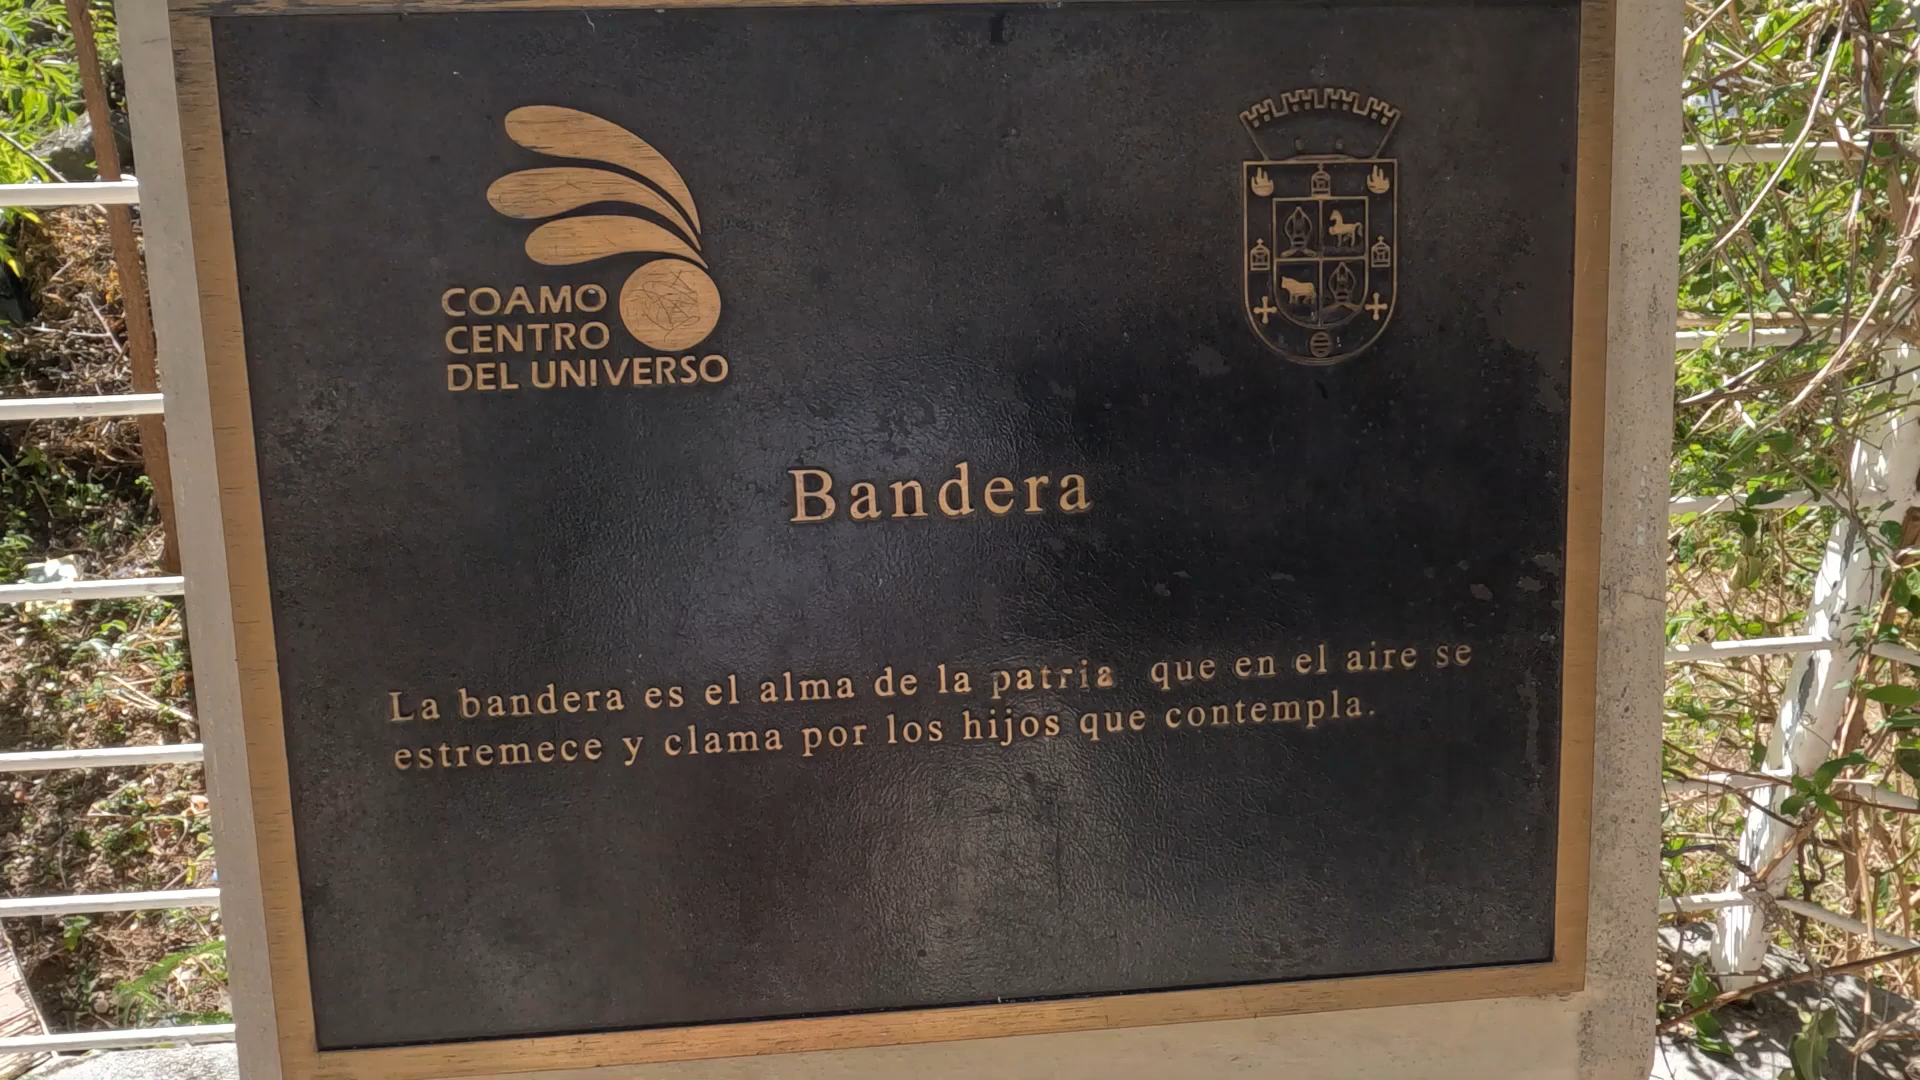 COAMO
CENTRO
DEL UNIVERSO
Bandera
La bandera es el alma de la patria que en el aire se
estremece y clama por los hijos que contempla.